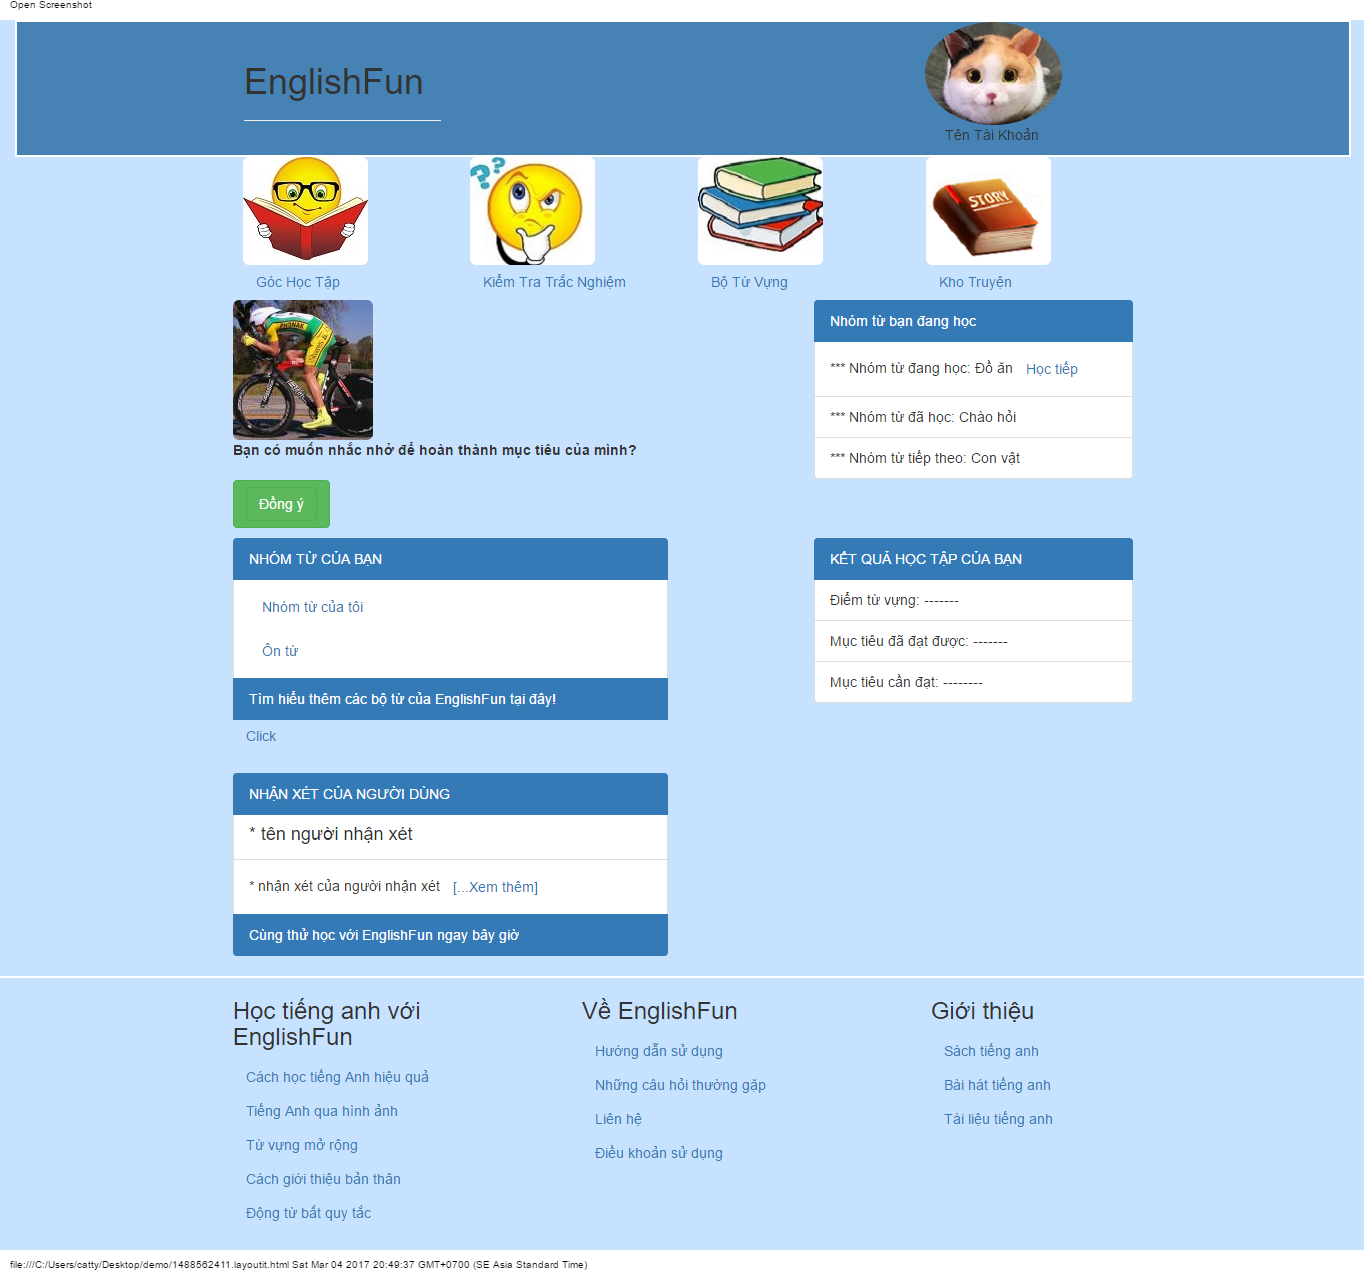 Open Screenshot
EnglishFun
Tên Tài Khoản
STORY
Góc Học Tập
Kiểm Tra Trắc Nghiệm
Bộ Từ Vựng
Kho Truyện
Bạn có muốn nhắc nhở để hoàn thành mục tiêu của mình?
Đồng ý
Nhóm từ bạn đang học
*** Nhóm từ đang học: Đồ ăn Học tiếp
*** Nhóm từ đã học: Chào hỏi
*** Nhóm từ tiếp theo: Con vật
NHÓM TỪ CỦA BẠN
Nhóm từ của tôi
Ôn từ
Tìm hiểu thêm các bộ từ của EnglishFun tại đây!
Click
KẾT QUẢ HỌC TẬP CỦA BẠN
Điểm từ vựng: -------
Mục tiêu đã đạt được: -------
Mục tiêu cần đạt: --------
NHẬN XÉT CỦA NGƯỜI DÙNG
* tên người nhận xét
* nhận xét của người nhận xét [...Xem thêm]
Cùng thử học với EnglishFun ngay bây giờ
Học tiếng anh với
EnglishFun
Cách học tiếng Anh hiệu quả
Tiếng Anh qua hình ảnh
Từ vựng mở rộng
Cách giới thiệu bản thân
Động từ bất quy tắc
Về EnglishFun
Hướng dẫn sử dụng
Những câu hỏi thường gặp
Liên hệ
Điều khoản sử dụng
Giới thiệu
Sách tiếng anh
Bài hát tiếng anh
Tài liệu tiếng anh
file:///C:/Users/catty/Desktop/demo/1488562411.layoutit.html Sat Mar 04 2017 20:49:37 GMT+0700 (SE Asia Standard Time)